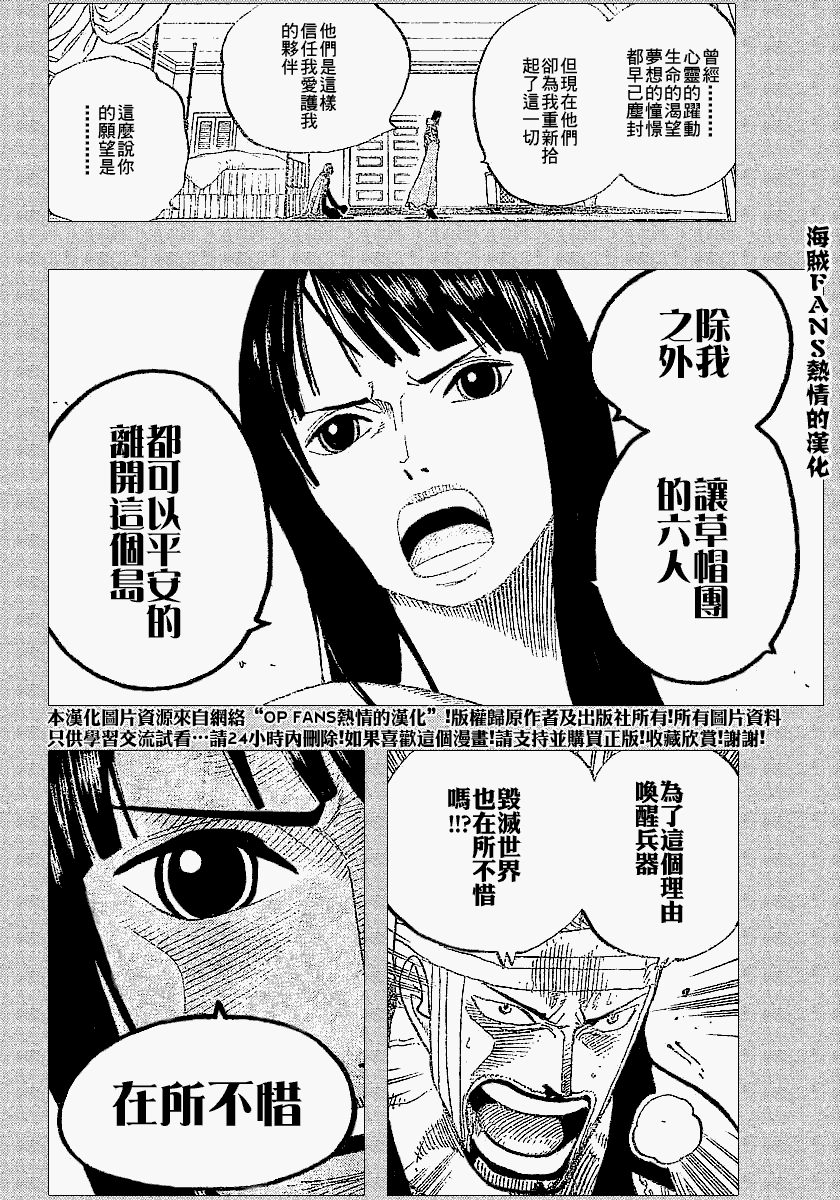 曾經………
心靈的躍動
生命的渴望
夢想的憧憬
都早已塵封
但現在他們
卻為我重新拾
起了這一切
他們是這樣
信任我愛護我
的夥伴
這麼說你
的願望是
………
海賊FANS熱情的漢化
除我
之外
讓草帽團
的六人
都可以平安的
離開這個島
本漢化圖片資源來自網絡“OP FANS熱情的漢化”!版權歸原作者及出版社所有!所有圖片資料
只供學習交流試看…請24小時內刪除!如果喜歡這個漫畫!請支持並購買正版!收藏欣賞!謝謝!
為了這個理由
喚醒兵器
毀滅世界
也在所不惜
嗎!!?
在所不惜